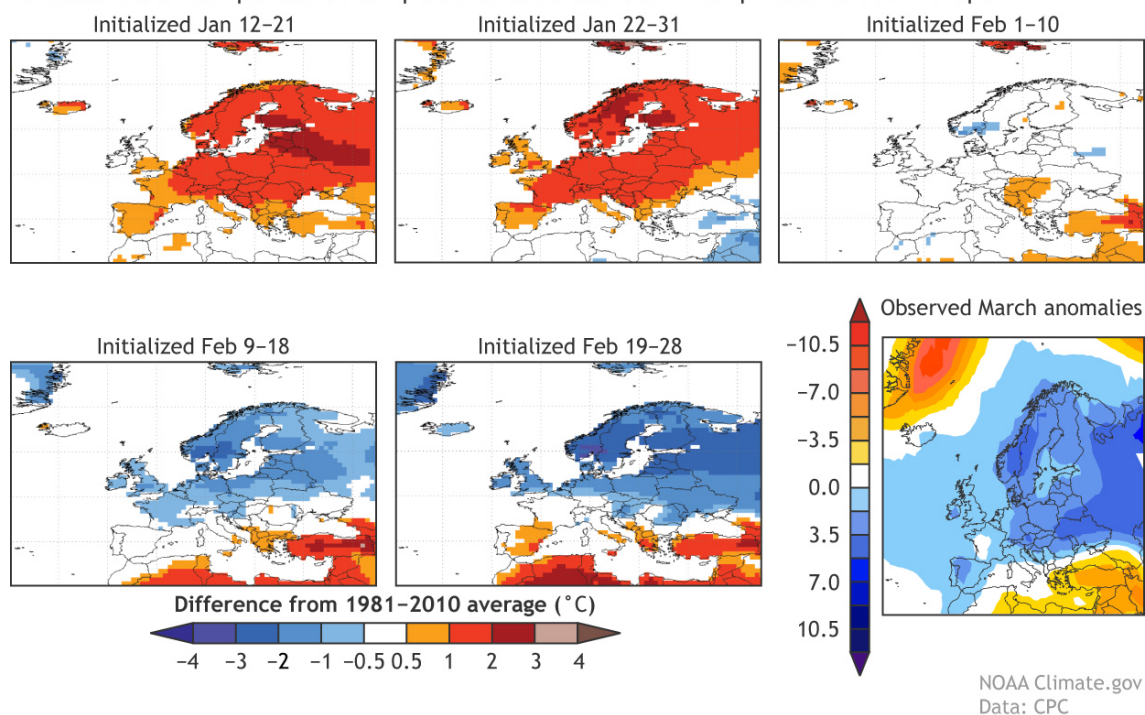 Initialized Jan 12–21
Initialized Jan 22–31
Initialized Feb 1–10
Initialized Feb 9–18
Initialized Feb 19–28
Difference from 1981–2010 average (°C)
−4 −3 −2 −1 −0.5 0.5 1 2 3 4
Observed March anomalies
−10.5
−7.0
−3.5
0.0
3.5
7.0
10.5
NOAA Climate.gov
Data: CPC